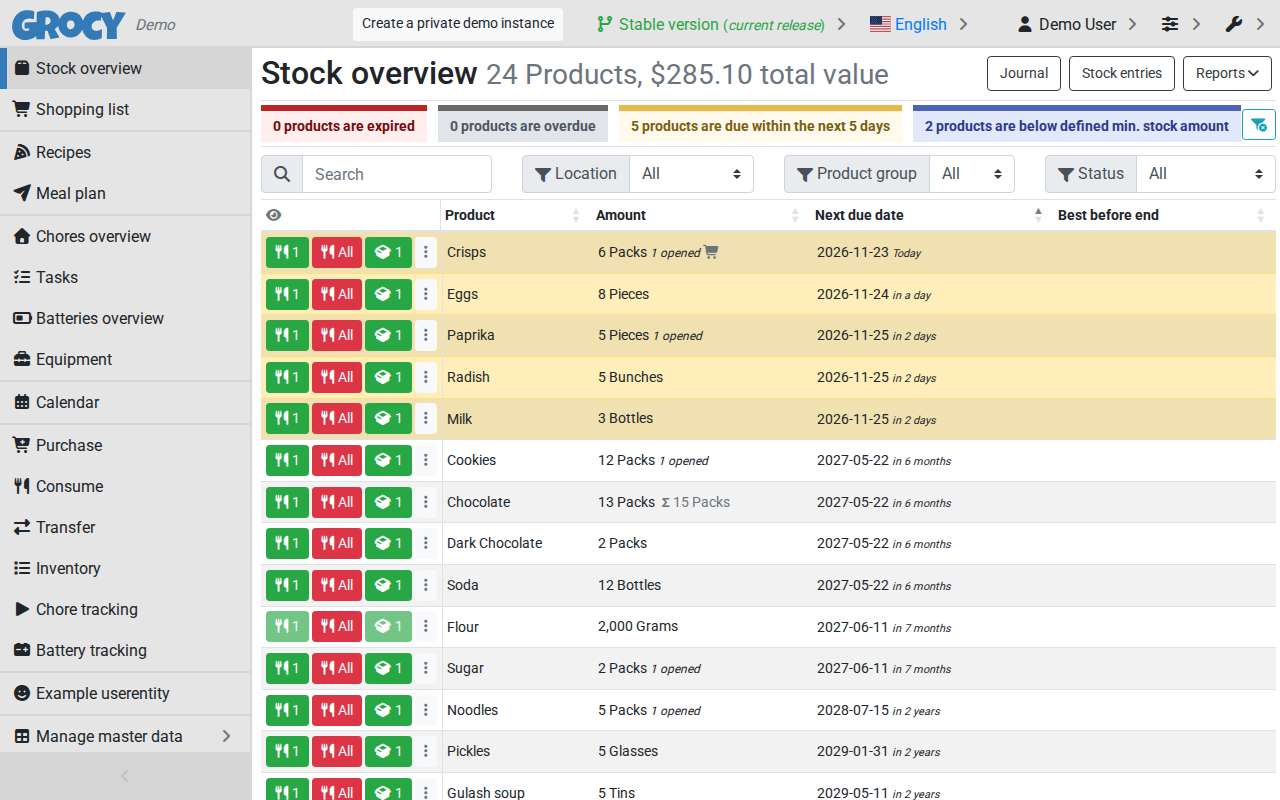 GROCY Demo
Create a private demo instance
Stable version (current release)
English
Demo User
Stock overview
Shopping list
Recipes
Meal plan
Chores overview
Tasks
Batteries overview
Equipment
Calendar
Purchase
Consume
Transfer
Inventory
Chore tracking
Battery tracking
Example userentity
Manage master data
Stock overview 24 Products, $285.10 total value
Journal
Stock entries
Reports
0 products are expired
0 products are overdue
5 products are due within the next 5 days
2 products are below defined min. stock amount
Search
Location All
Product group All
Status All
Product Amount Next due date Best before end
1 All 1 Crisps 6 Packs 1 opened 2026-11-23 Today
1 All 1 Eggs 8 Pieces 2026-11-24 in a day
1 All 1 Paprika 5 Pieces 1 opened 2026-11-25 in 2 days
1 All 1 Radish 5 Bunches 2026-11-25 in 2 days
1 All 1 Milk 3 Bottles 2026-11-25 in 2 days
1 All 1 Cookies 12 Packs 1 opened 2027-05-22 in 6 months
1 All 1 Chocolate 13 Packs Σ 15 Packs 2027-05-22 in 6 months
1 All 1 Dark Chocolate 2 Packs 2027-05-22 in 6 months
1 All 1 Soda 12 Bottles 2027-05-22 in 6 months
1 All 1 Flour 2,000 Grams 2027-06-11 in 7 months
1 All 1 Sugar 2 Packs 1 opened 2027-06-11 in 7 months
1 All 1 Noodles 5 Packs 1 opened 2028-07-15 in 2 years
1 All 1 Pickles 5 Glasses 2029-01-31 in 2 years
1 All 1 Gulash soup 5 Tins 2029-05-11 in 2 years